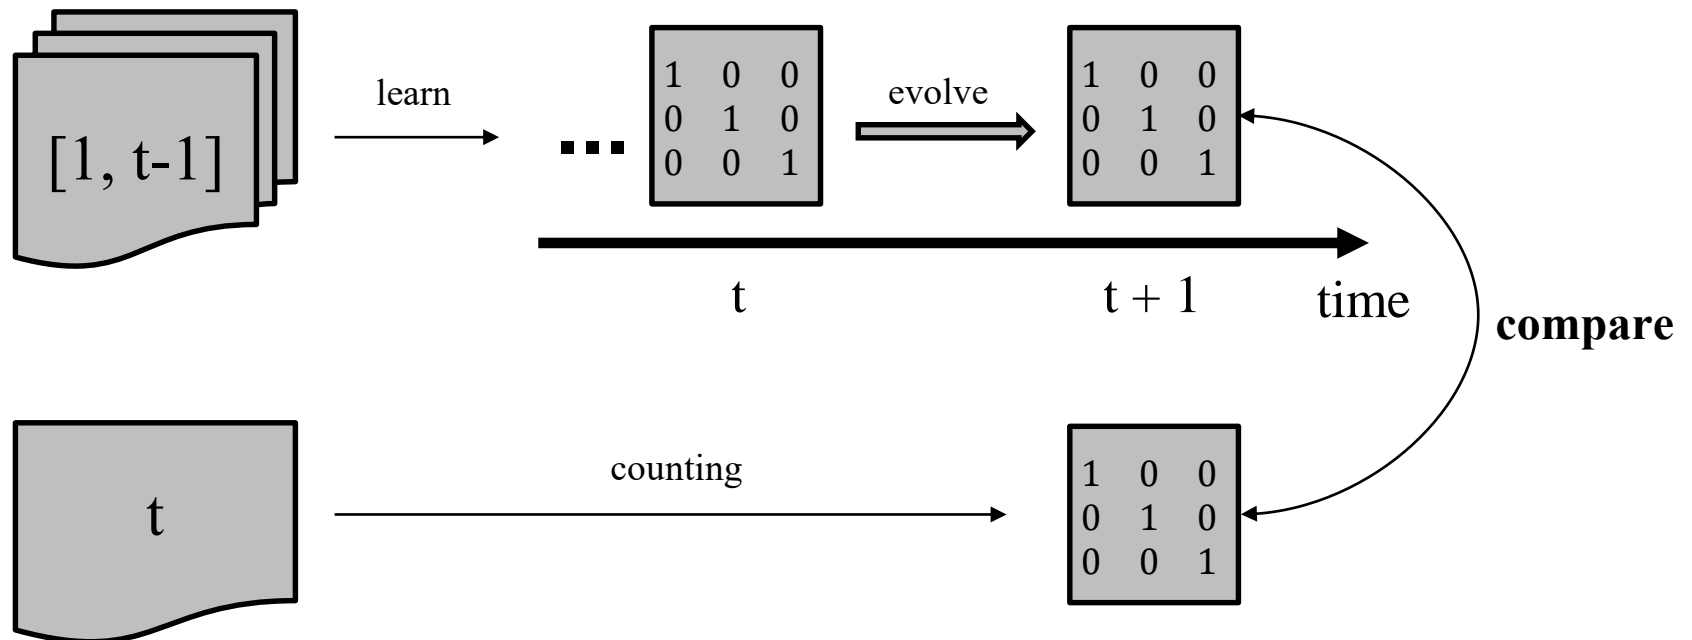 [1, t-1]
learn
...
1 0 0
0 1 0
0 0 1
evolve
1 0 0
0 1 0
0 0 1
t
t + 1
time
compare
t
counting
1 0 0
0 1 0
0 0 1